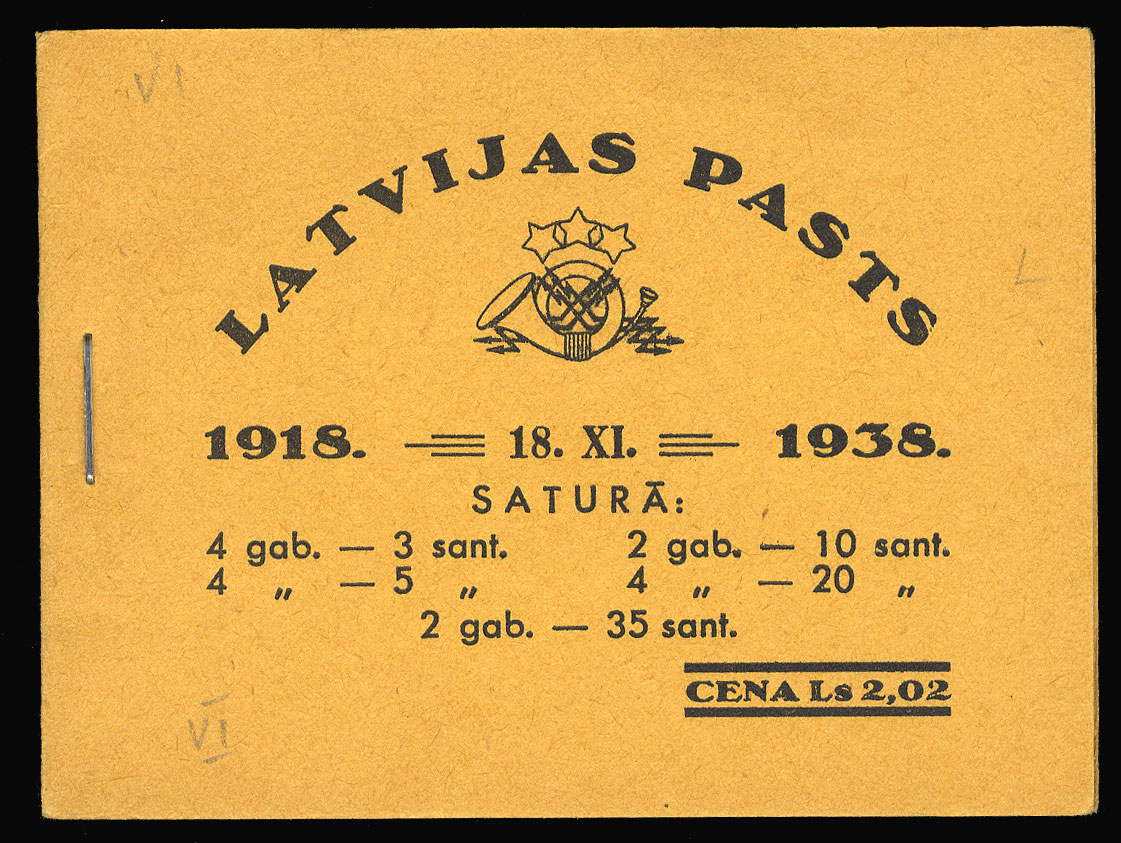 VI
LATVIJAS PASTS
L
1918. 18. XI. 1938.
SATURĀ:
4 gab. — 3 sant. 2 gab. — 10 sant.
4 „ — 5 „ 4 „ — 20 „
2 gab. — 35 sant.
CENA Ls 2,02
VI